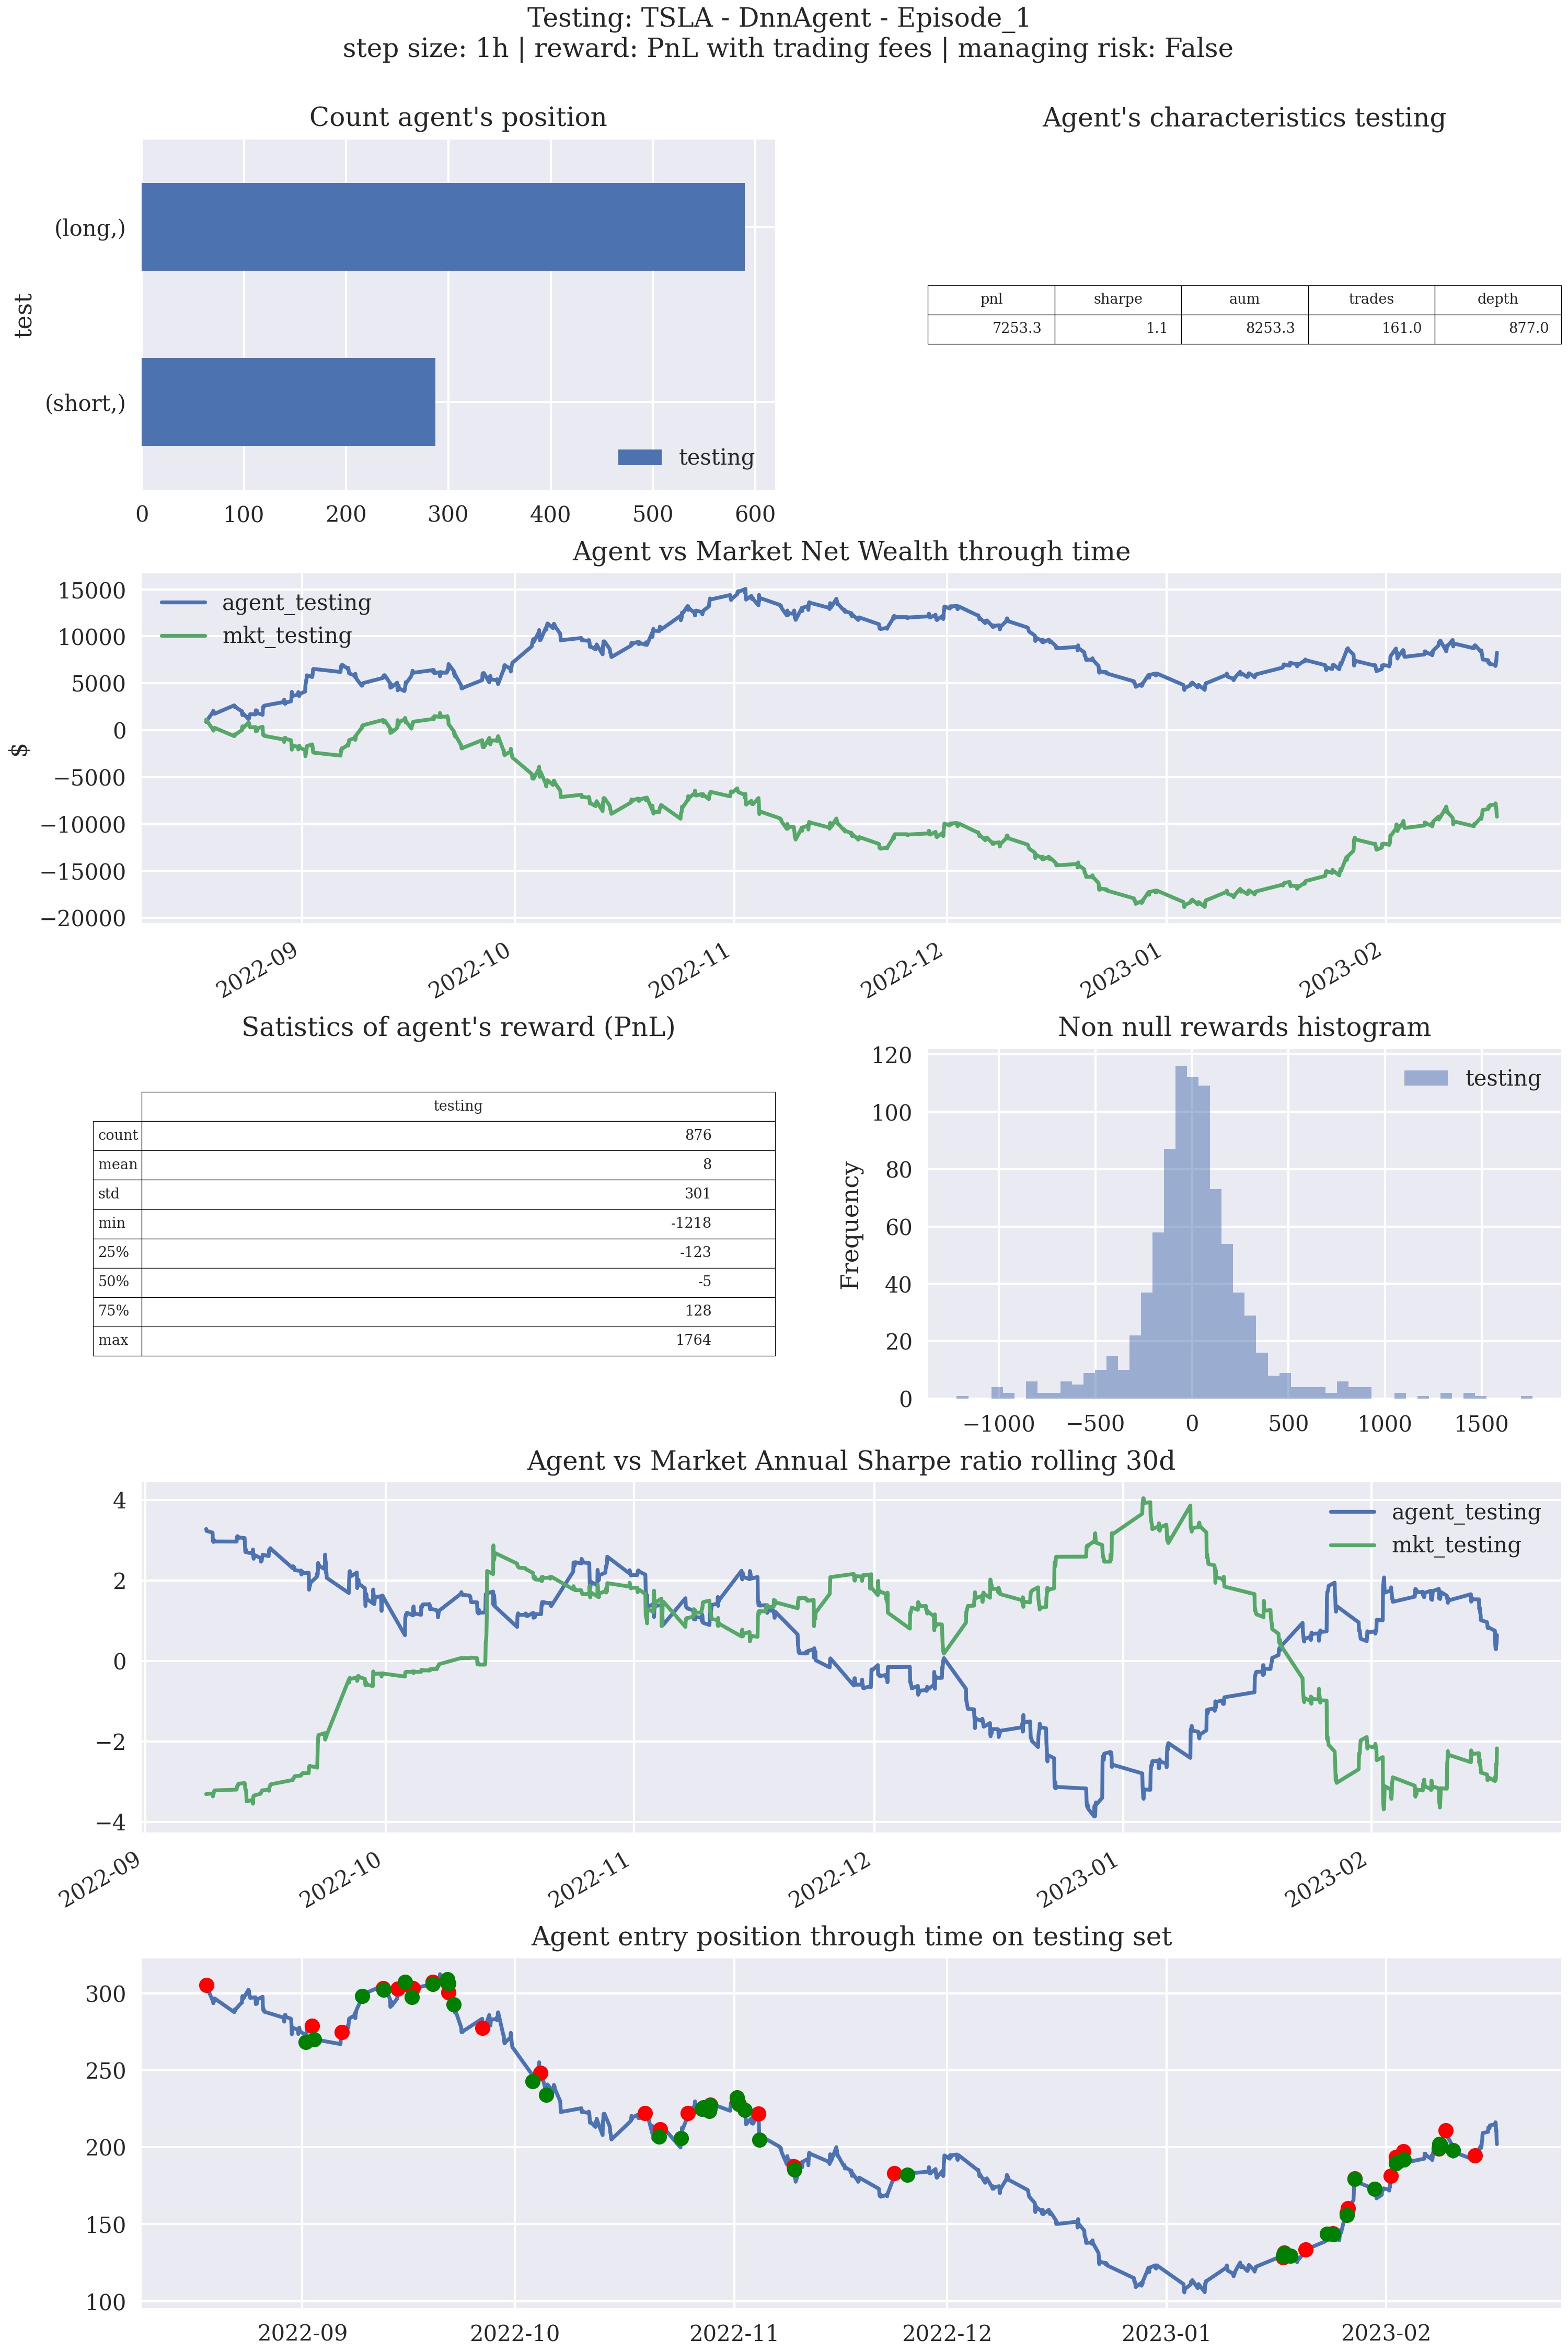 Testing: TSLA - DnnAgent - Episode_1
step size: 1h | reward: PnL with trading fees | managing risk: False
Count agent's position
test
(long,)
(short,)
testing
0 100 200 300 400 500 600
Agent's characteristics testing
pnl sharpe aum trades depth
7253.3 1.1 8253.3 161.0 877.0
Agent vs Market Net Wealth through time
agent_testing
mkt_testing
$
15000
10000
5000
0
−5000
−10000
−15000
−20000
2022-09 2022-10 2022-11 2022-12 2023-01 2023-02
Satistics of agent's reward (PnL)
testing
count 876
mean 8
std 301
min -1218
25% -123
50% -5
75% 128
max 1764
Non null rewards histogram
testing
Frequency
120
100
80
60
40
20
0
−1000 −500 0 500 1000 1500
Agent vs Market Annual Sharpe ratio rolling 30d
agent_testing
mkt_testing
4
2
0
−2
−4
2022-09 2022-10 2022-11 2022-12 2023-01 2023-02
Agent entry position through time on testing set
300
250
200
150
100
2022-09 2022-10 2022-11 2022-12 2023-01 2023-02